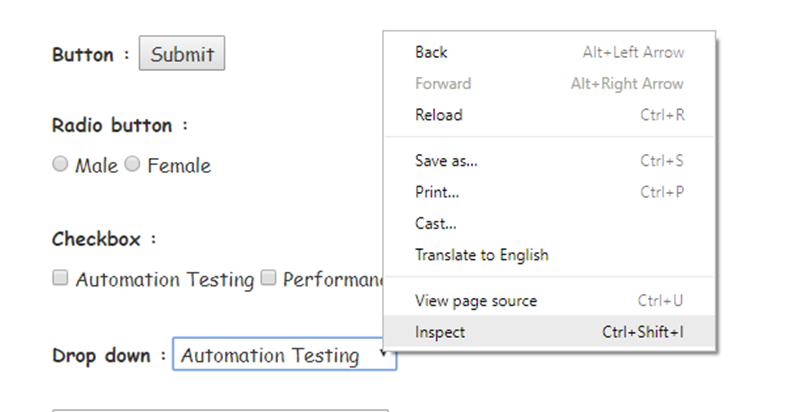 Button : Submit
Radio button :
Male Female
Checkbox :
Automation Testing
Drop down : Automation Testing
Back Alt+Left Arrow
Forward Alt+Right Arrow
Reload Ctrl+R
Save as... Ctrl+S
Print... Ctrl+P
Cast...
Translate to English
View page source Ctrl+U
Inspect Ctrl+Shift+I